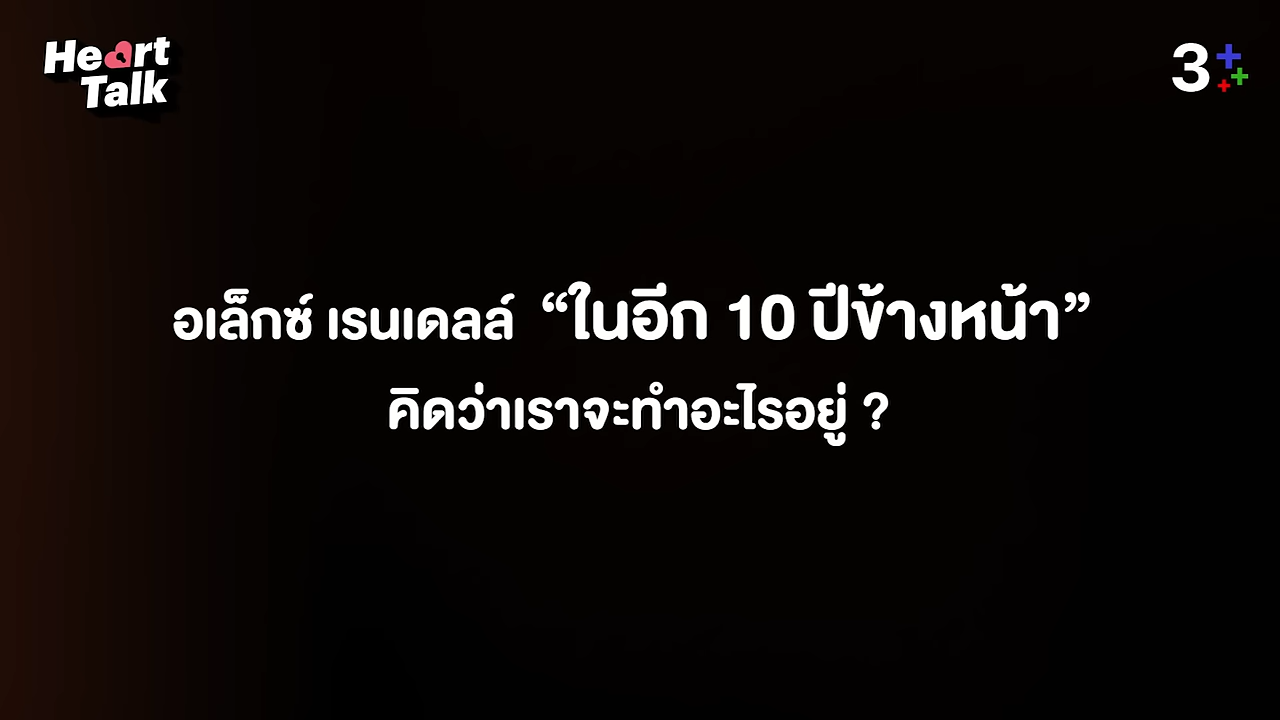 Heart
Talk
3
อเล็กซ์ เรนเดลล์ “ในอีก 10 ปีข้างหน้า”
คิดว่าเราจะทำอะไรอยู่ ?